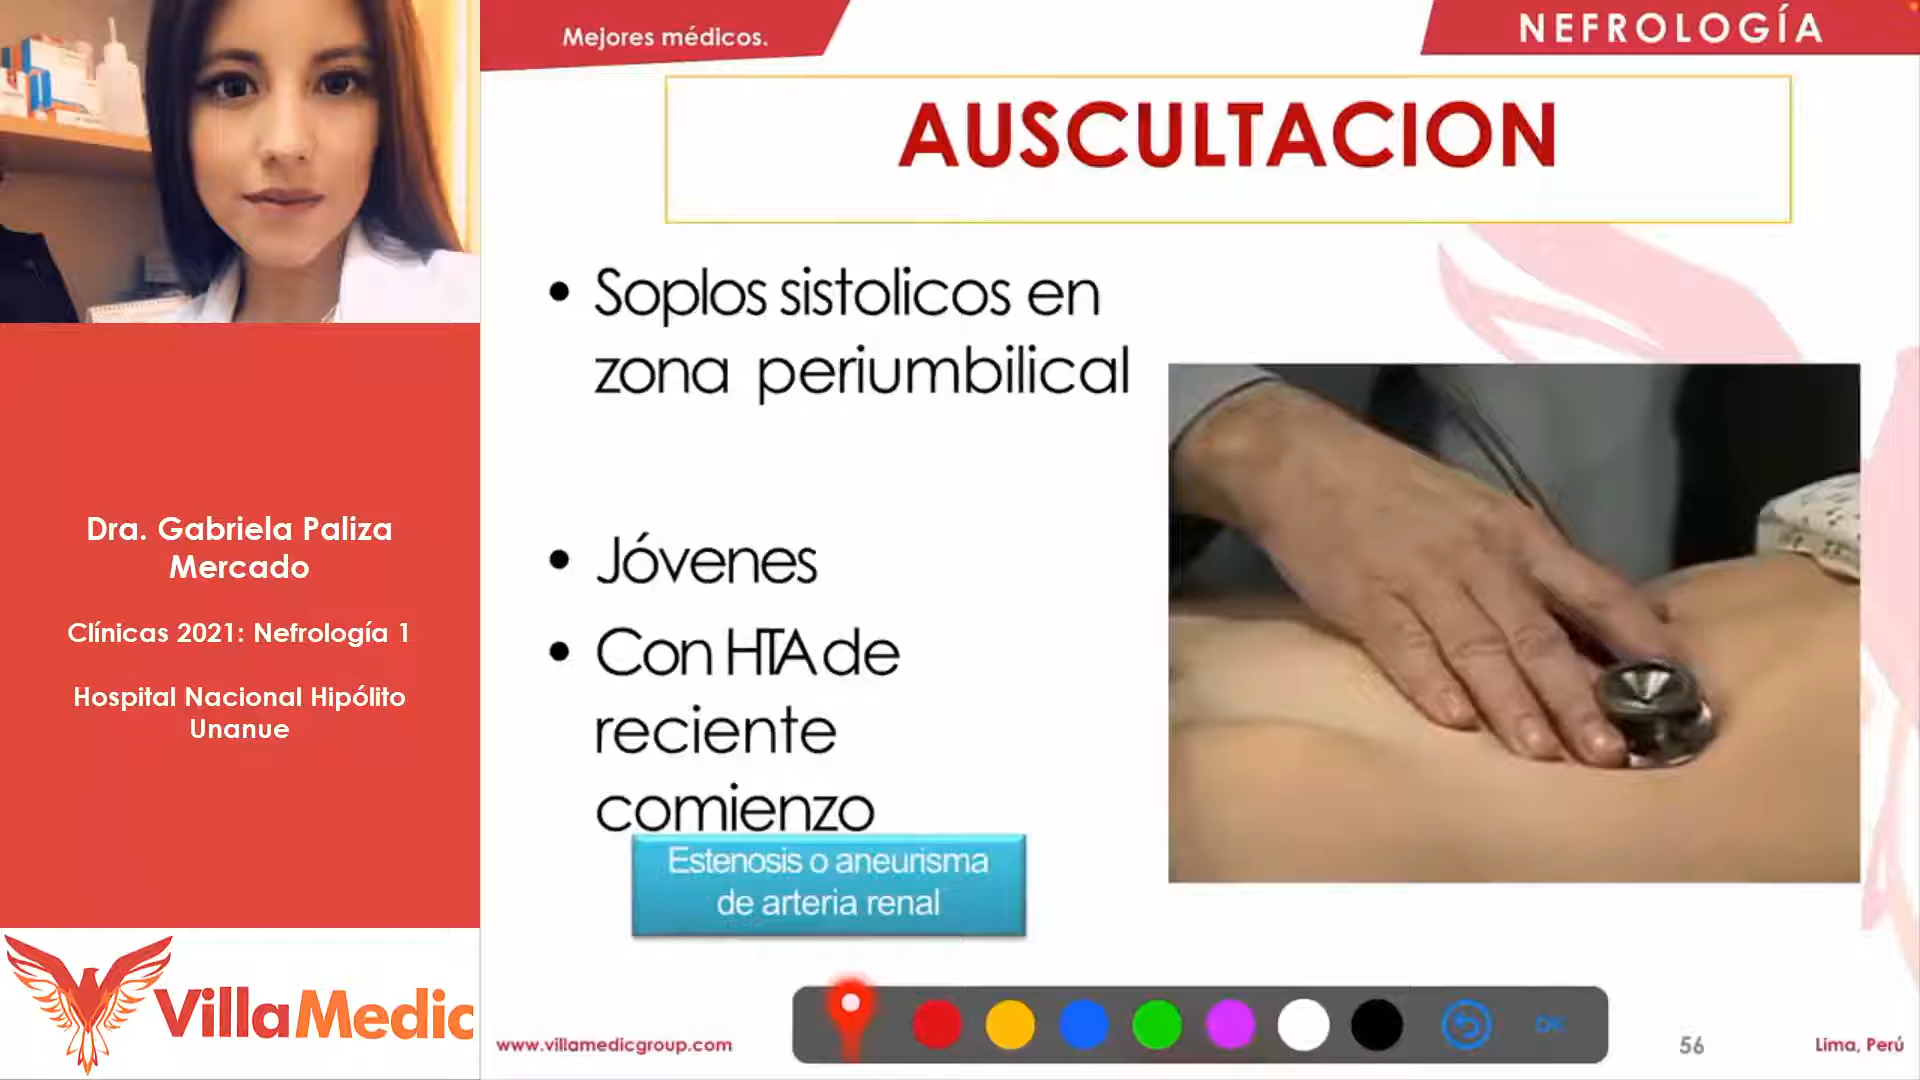 Mejores médicos.
NEFROLOGÍA
AUSCULTACION
• Soplos sistolicos en
zona periumbilical
• Jóvenes
• Con HTA de
reciente
comienzo
Estenosis o aneurisma
de arteria renal
Dra. Gabriela Paliza
Mercado
Clínicas 2021: Nefrología 1
Hospital Nacional Hipólito
Unanue
VillaMedic
www.villamedicgroup.com
56
Lima, Perú